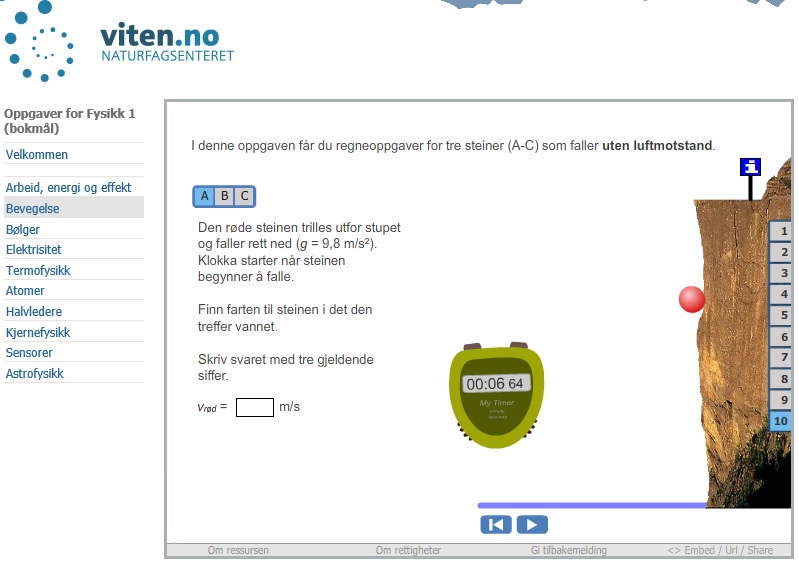 viten.no
NATURFAGSENTERET
Oppgaver for Fysikk 1
(bokmål)
Velkommen
Arbeid, energi og effekt
Bevegelse
Bølger
Elektrisitet
Termofysikk
Atomer
Halvledere
Kjernefysikk
Sensorer
Astrofysikk
I denne oppgaven får du regneoppgaver for tre steiner (A-C) som faller uten luftmotstand.
A B C
Den røde steinen trilles utfor stupet
og faller rett ned (g = 9,8 m/s²).
Klokka starter når steinen
begynner å falle.
Finn farten til steinen i det den
treffer vannet.
Skriv svaret med tre gjeldende
siffer.
vrød = m/s
00:06 64
My Timer
i
1
2
3
4
5
6
7
8
9
10
Om ressursen Om rettigheter Gi tilbakemelding <> Embed / Url / Share